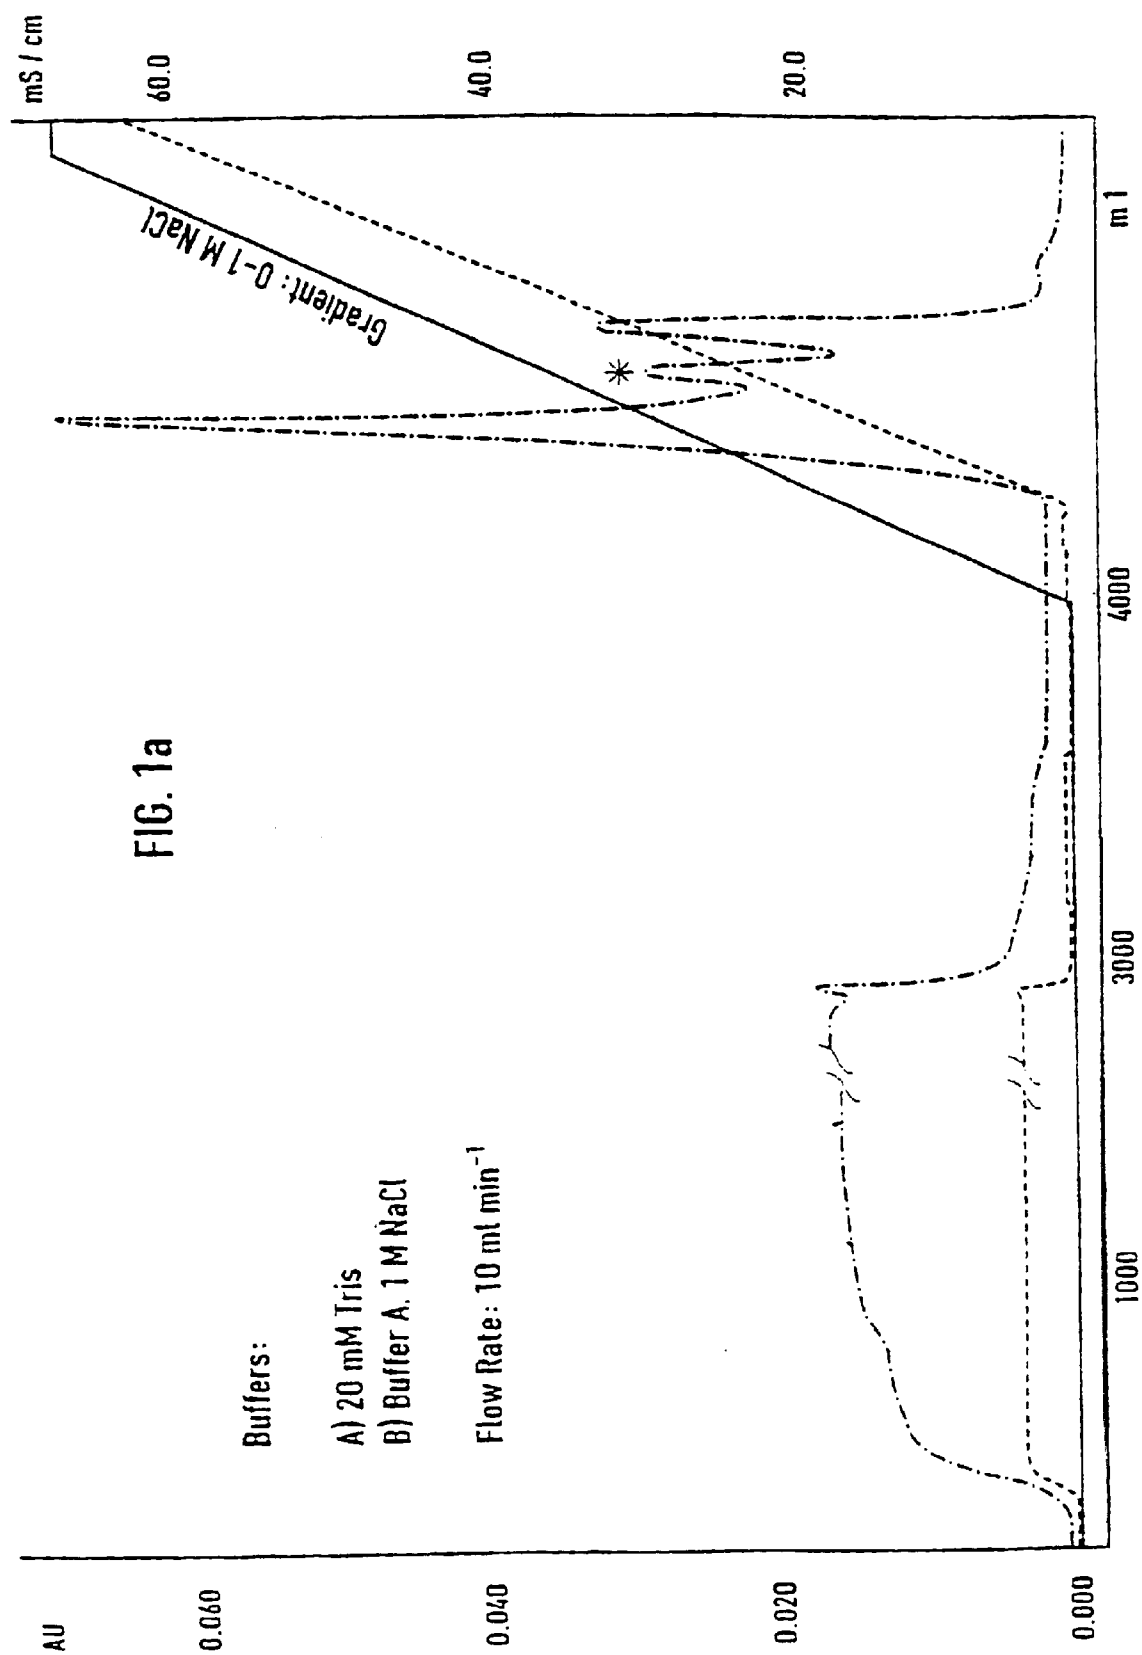 FIG. 1a
AU
0.060
0.040
0.020
0.000
mS / cm
60.0
40.0
20.0
Gradient: 0-1 M NaCl
*
Buffers:
A) 20 mM Tris
B) Buffer A. 1 M NaCl
Flow Rate: 10 ml min⁻¹
1000
3000
4000
ml